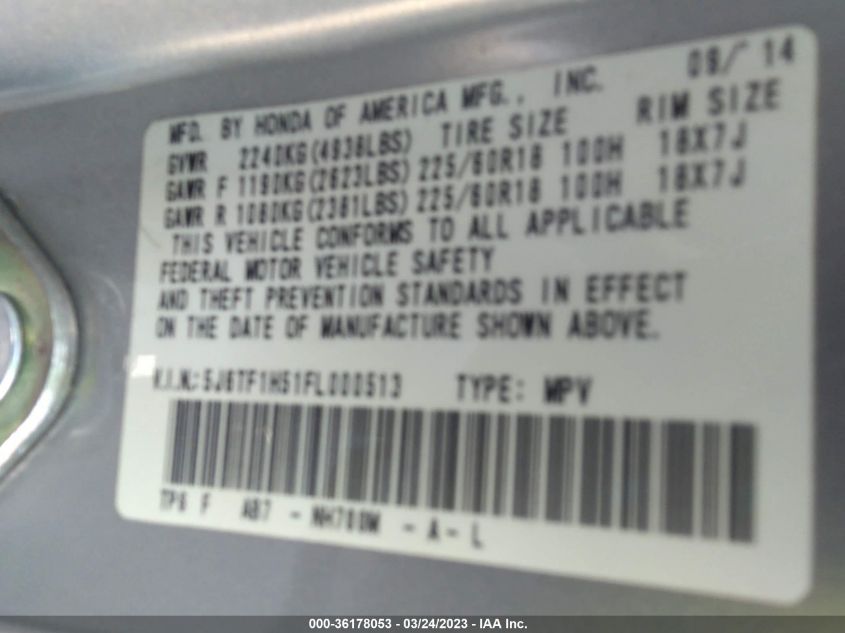 09/14
MFD. BY HONDA OF AMERICA MFG., INC.
GVWR 2240KG(4938LBS) TIRE SIZE RIM SIZE
GAWR F 1190KG(2623LBS) 225/60R18 100H 18X7J
GAWR R 1080KG(2381LBS) 225/60R18 100H 18X7J
THIS VEHICLE CONFORMS TO ALL APPLICABLE
FEDERAL MOTOR VEHICLE SAFETY
AND THEFT PREVENTION STANDARDS IN EFFECT
ON THE DATE OF MANUFACTURE SHOWN ABOVE.
V.I.N.:5J6TF1H51FL000513 TYPE: MPV
TP6 F AB7 - NH700M - A - L
000-36178053 - 03/24/2023 - IAA Inc.